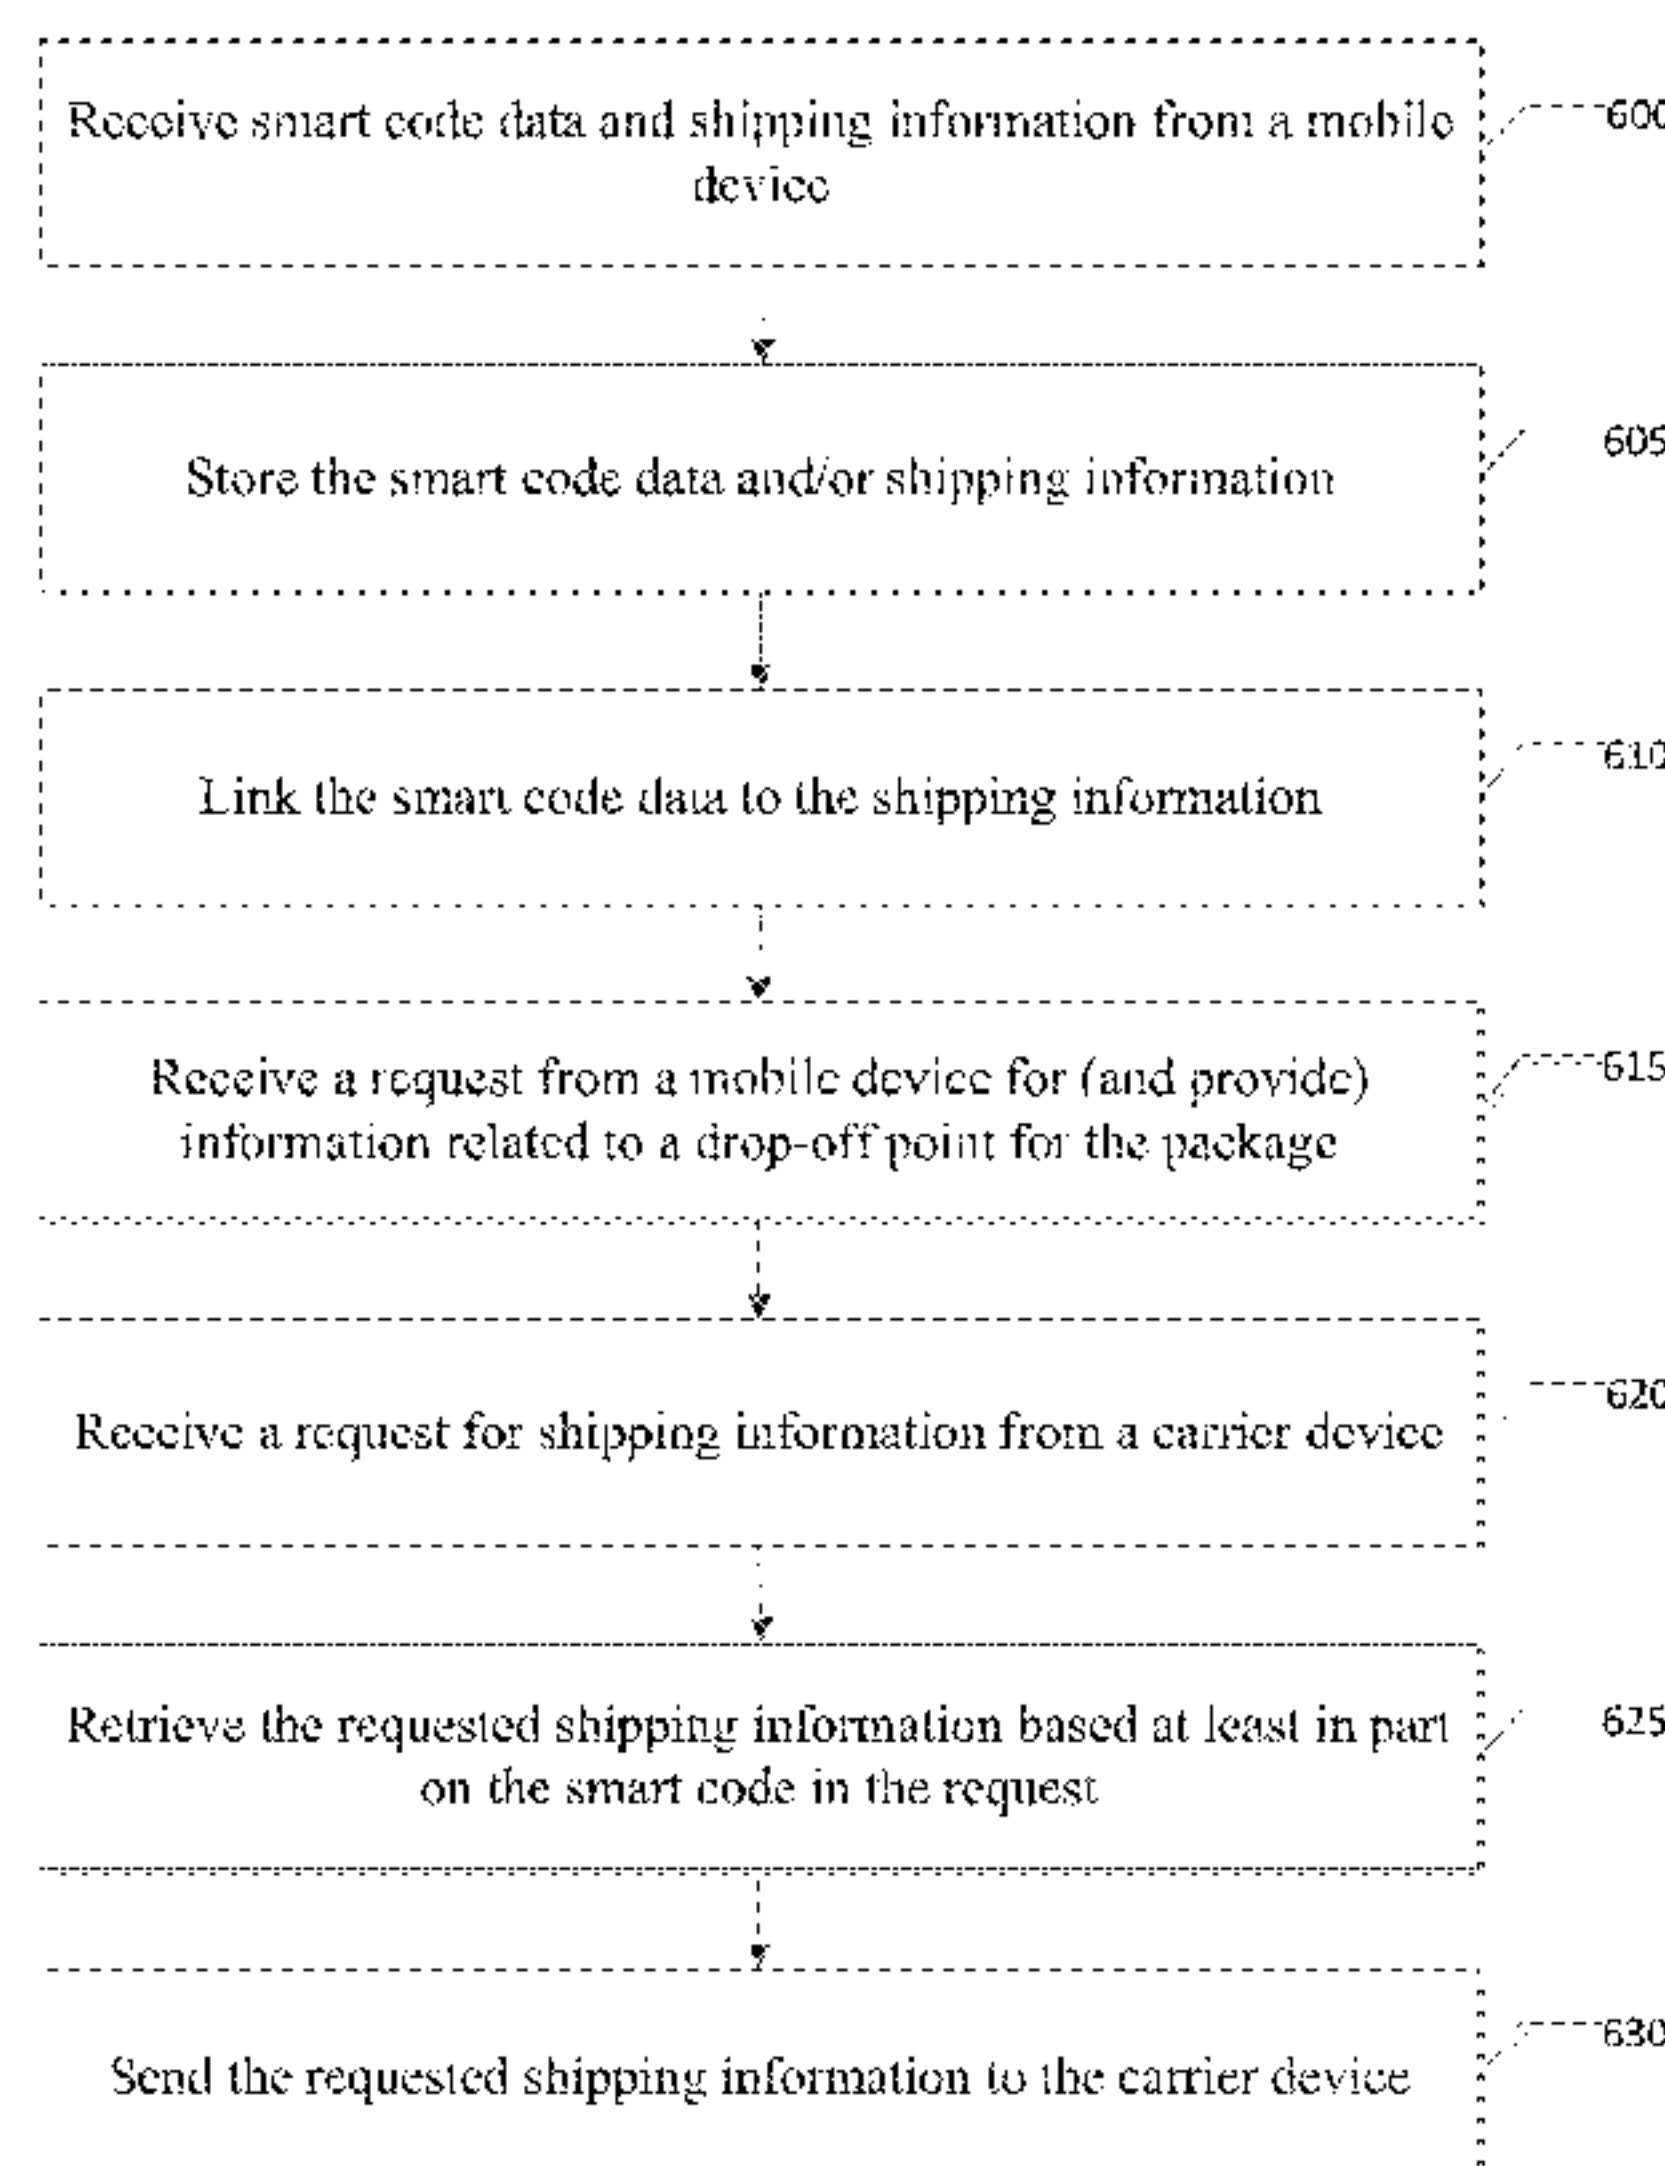 Receive smart code data and shipping information from a mobile
device
600
Store the smart code data and/or shipping information
605
Link the smart code data to the shipping information
610
Receive a request from a mobile device for (and provide)
information related to a drop-off point for the package
615
Receive a request for shipping information from a carrier device
620
Retrieve the requested shipping information based at least in part
on the smart code in the request
625
Send the requested shipping information to the carrier device
630